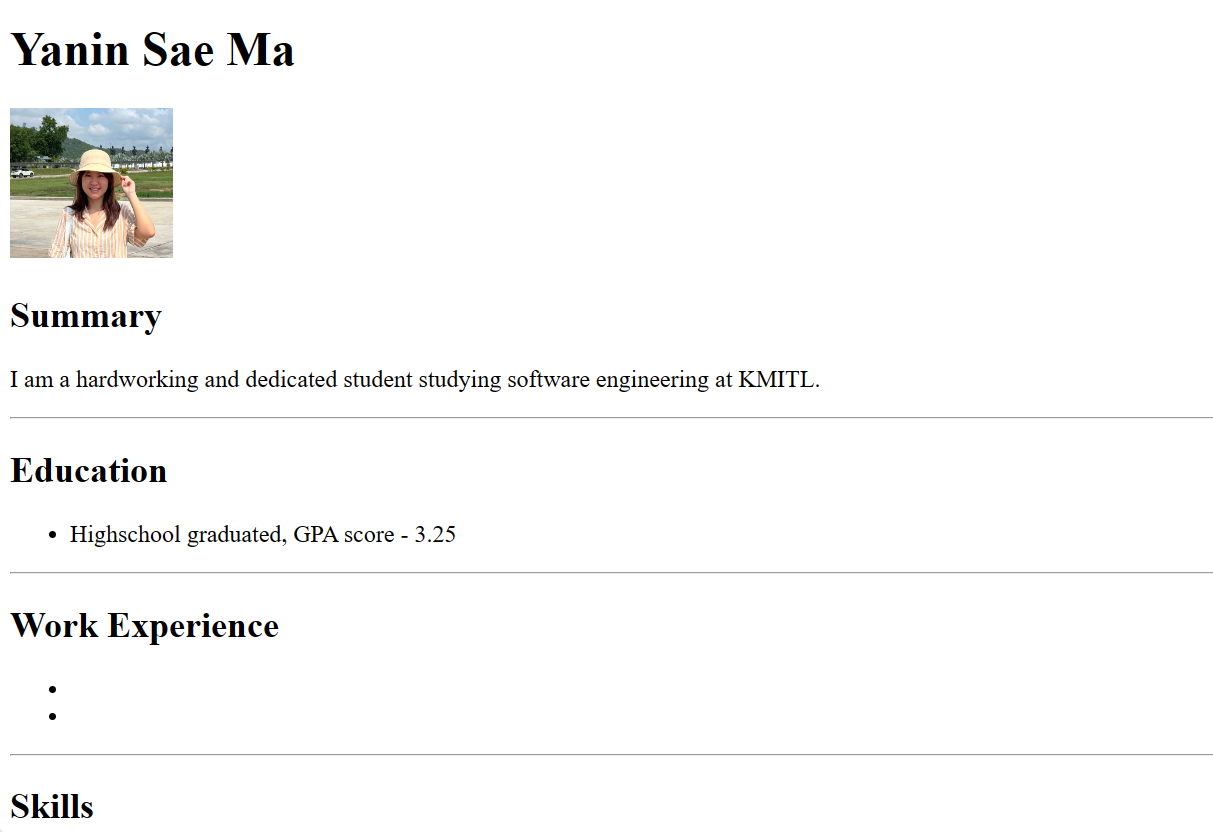 Yanin Sae Ma
Summary
I am a hardworking and dedicated student studying software engineering at KMITL.
Education
Highschool graduated, GPA score - 3.25
Work Experience
Skills